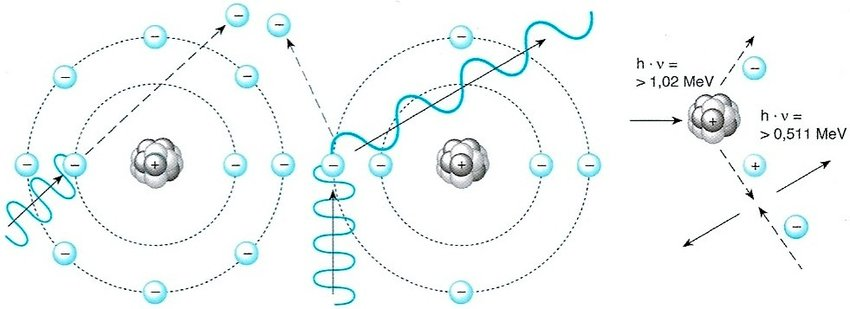 h · ν =
> 1,02 MeV
h · ν =
> 0,511 MeV